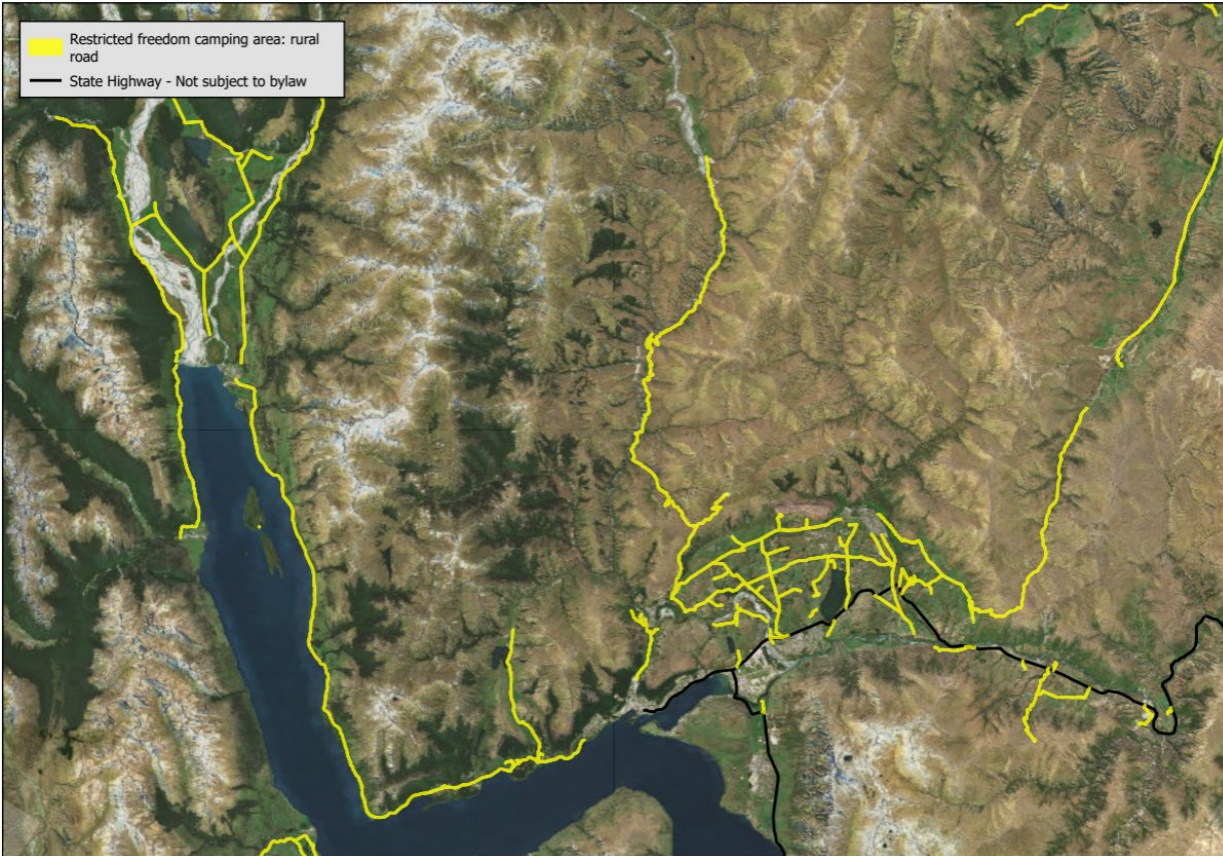 Restricted freedom camping area: rural
road
State Highway - Not subject to bylaw